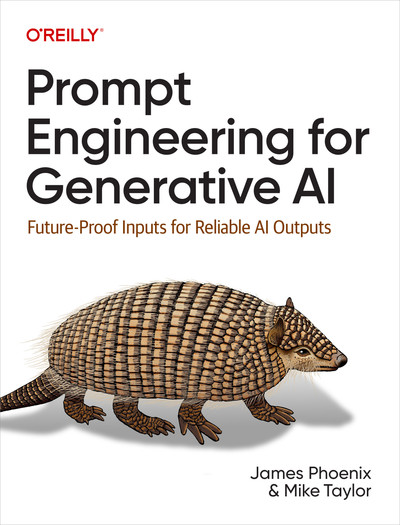 O'REILLY®
Prompt
Engineering for
Generative AI
Future-Proof Inputs for Reliable AI Outputs
James Phoenix
& Mike Taylor